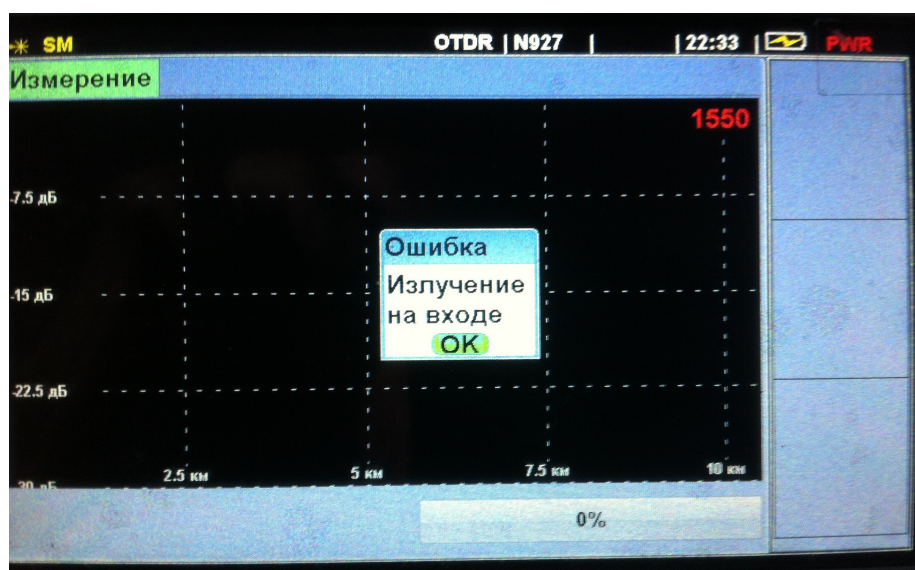 SM OTDR | N927 | | 22:33 | PWR
Измерение
1550
-7.5 дБ
Ошибка
Излучение
на входе
OK
-15 дБ
-22.5 дБ
2.5 км 5 км 7.5 км 10 км
0%